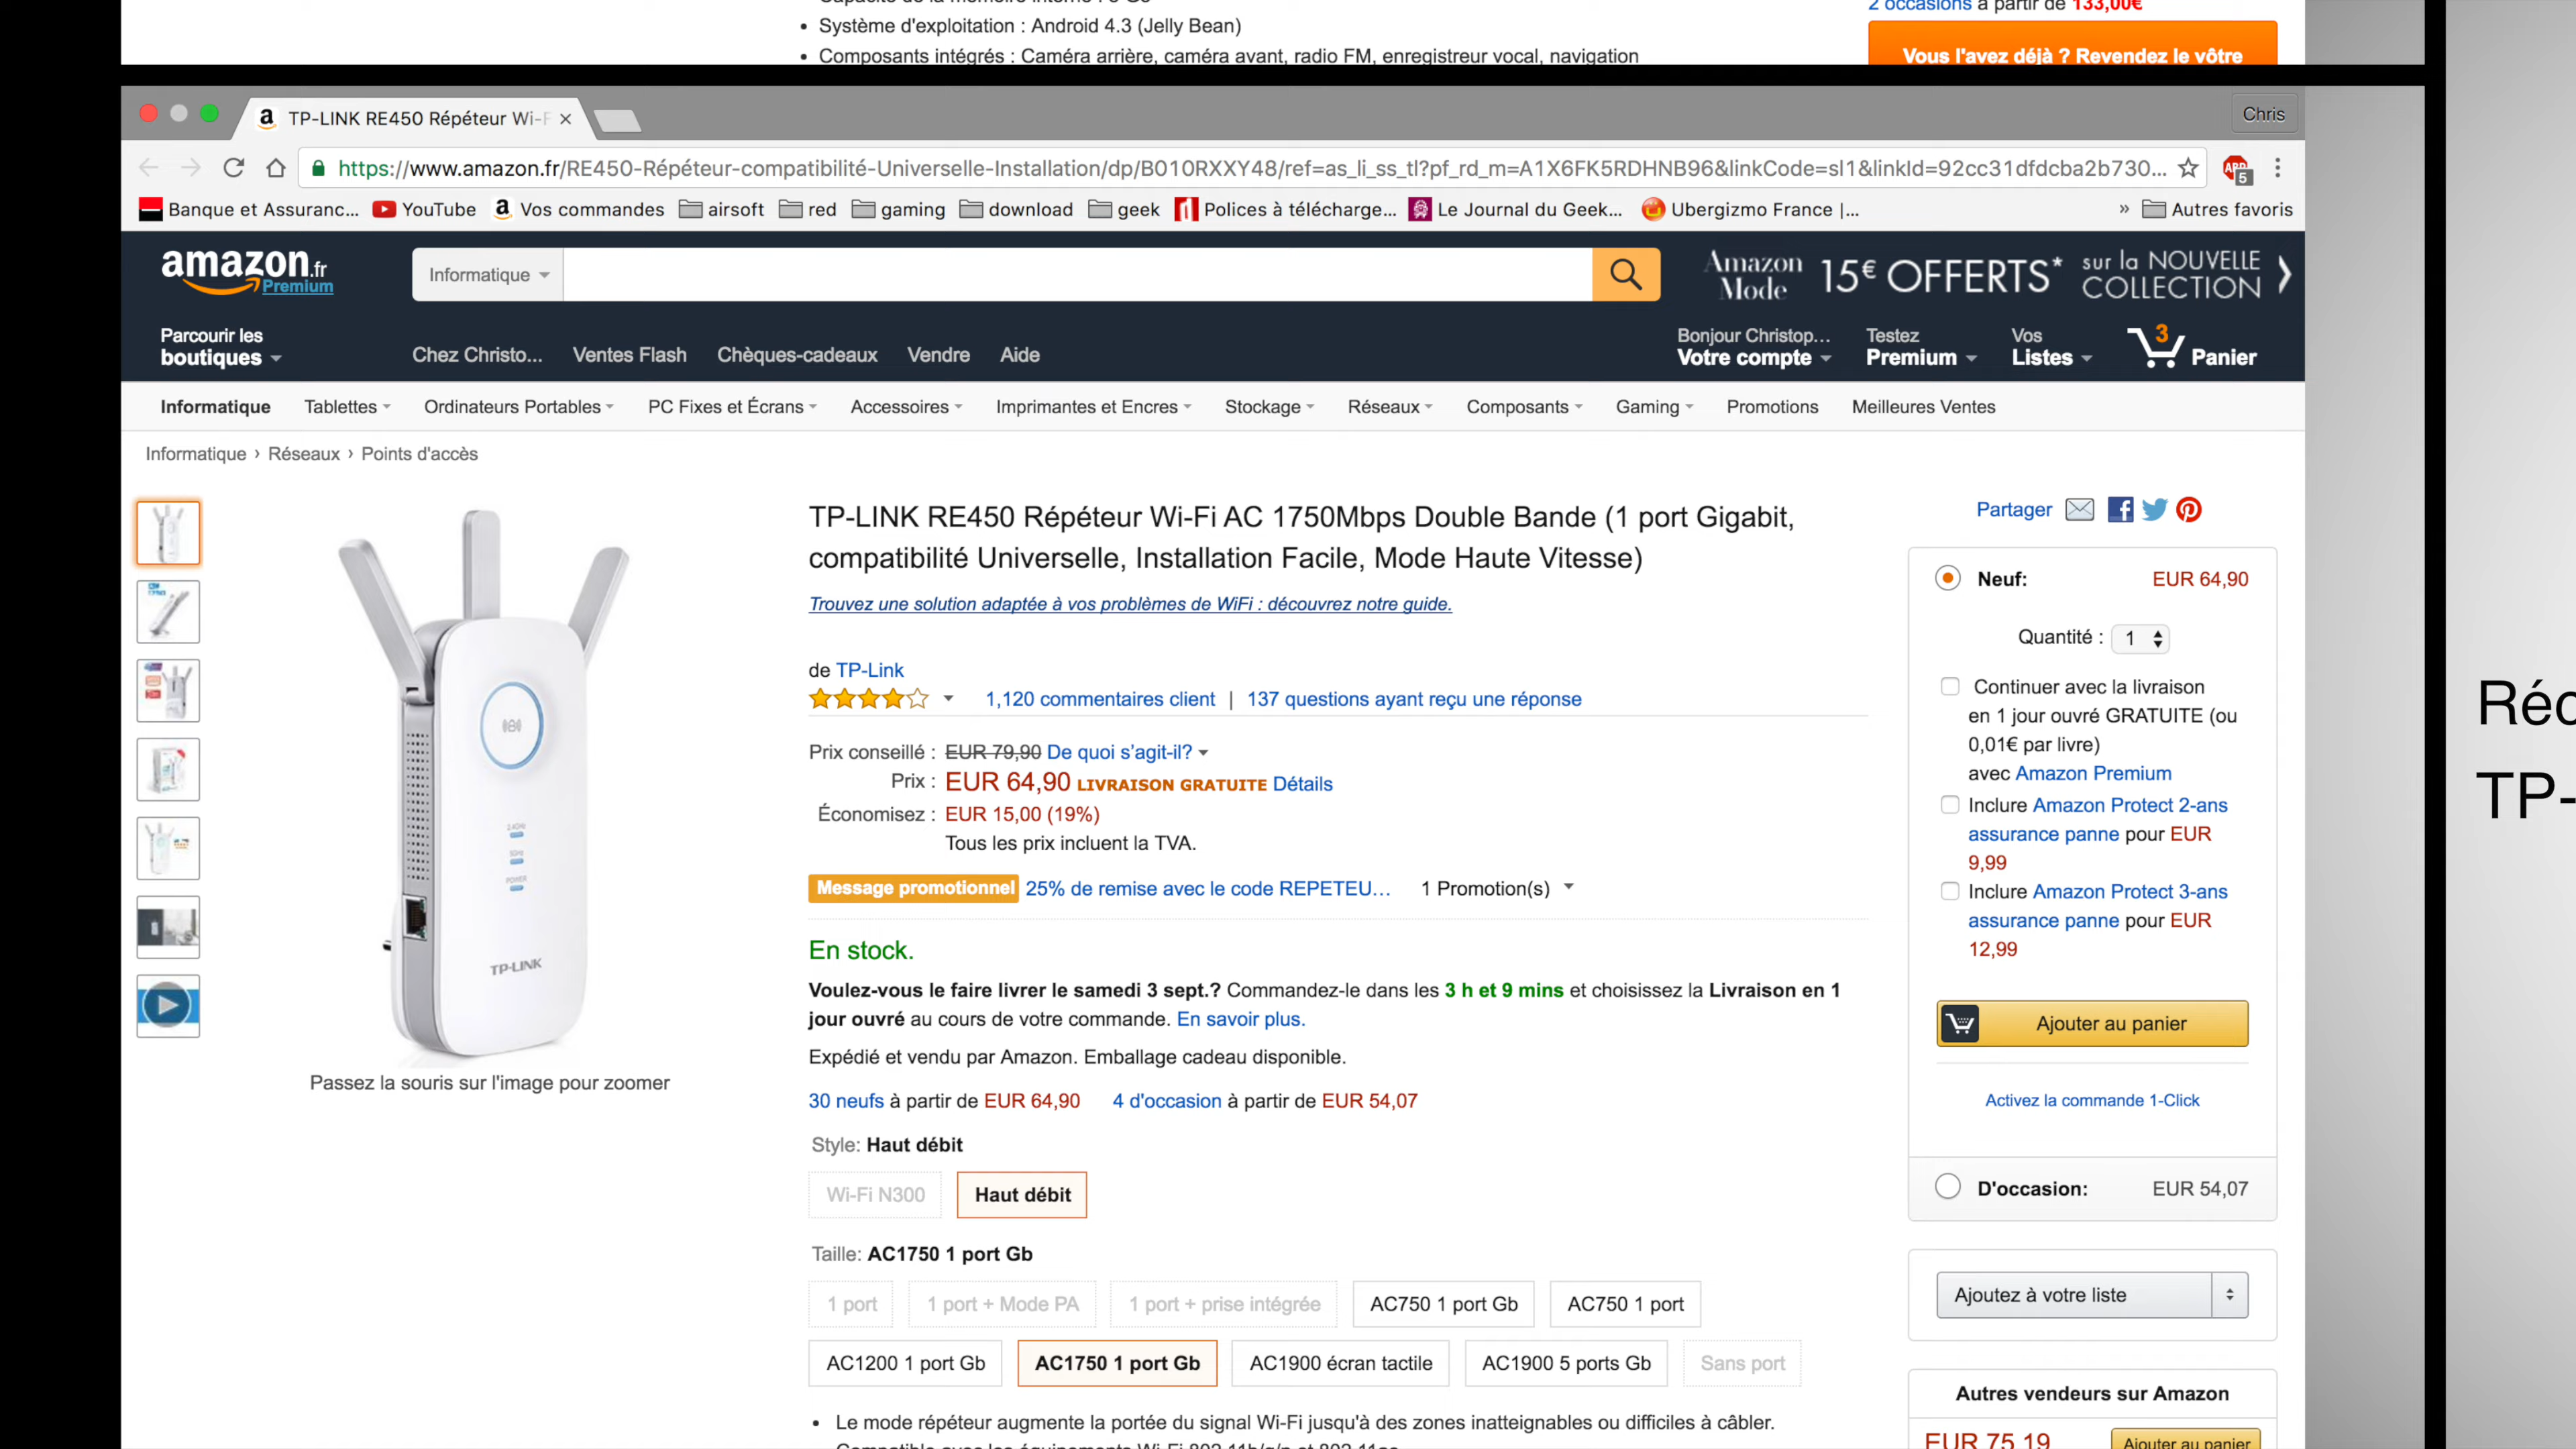 • Système d'exploitation : Android 4.3 (Jelly Bean)
• Composants intégrés : Caméra arrière, caméra avant, radio FM, enregistreur vocal, navigation
2 occasions à partir de 133,00€
Vous l'avez déjà ? Revendez le vôtre
TP-LINK RE450 Répéteur Wi-F
Chris
https://www.amazon.fr/RE450-Répéteur-compatibilité-Universelle-Installation/dp/B010RXXY48/ref=as_li_ss_tl?pf_rd_m=A1X6FK5RDHNB96&linkCode=sl1&linkId=92cc31dfdcba2b730...
ABP 5
Banque et Assuranc... YouTube Vos commandes airsoft red gaming download geek Polices à télécharge... Le Journal du Geek... Ubergizmo France |... » Autres favoris
amazon.fr Premium
Informatique
Amazon Mode 15€ OFFERTS* sur la NOUVELLE COLLECTION
Parcourir les boutiques
Chez Christo... Ventes Flash Chèques-cadeaux Vendre Aide
Bonjour Christop... Votre compte
Testez Premium
Vos Listes
3 Panier
Informatique Tablettes Ordinateurs Portables PC Fixes et Écrans Accessoires Imprimantes et Encres Stockage Réseaux Composants Gaming Promotions Meilleures Ventes
Informatique › Réseaux › Points d'accès
2.4GHz
5GHz
POWER
TP-LINK
Passez la souris sur l'image pour zoomer
TP-LINK RE450 Répéteur Wi-Fi AC 1750Mbps Double Bande (1 port Gigabit,
compatibilité Universelle, Installation Facile, Mode Haute Vitesse)
Trouvez une solution adaptée à vos problèmes de WiFi : découvrez notre guide.
de TP-Link
1,120 commentaires client | 137 questions ayant reçu une réponse
Prix conseillé : EUR 79,90 De quoi s'agit-il?
Prix : EUR 64,90 LIVRAISON GRATUITE Détails
Économisez : EUR 15,00 (19%)
Tous les prix incluent la TVA.
Message promotionnel 25% de remise avec le code REPETEU... 1 Promotion(s)
En stock.
Voulez-vous le faire livrer le samedi 3 sept.? Commandez-le dans les 3 h et 9 mins et choisissez la Livraison en 1
jour ouvré au cours de votre commande. En savoir plus.
Expédié et vendu par Amazon. Emballage cadeau disponible.
30 neufs à partir de EUR 64,90 4 d'occasion à partir de EUR 54,07
Style: Haut débit
Wi-Fi N300 Haut débit
Taille: AC1750 1 port Gb
1 port 1 port + Mode PA 1 port + prise intégrée AC750 1 port Gb AC750 1 port
AC1200 1 port Gb AC1750 1 port Gb AC1900 écran tactile AC1900 5 ports Gb Sans port
• Le mode répéteur augmente la portée du signal Wi-Fi jusqu'à des zones inatteignables ou difficiles à câbler.
Partager
Neuf: EUR 64,90
Quantité : 1
Continuer avec la livraison
en 1 jour ouvré GRATUITE (ou
0,01€ par livre)
avec Amazon Premium
Inclure Amazon Protect 2-ans
assurance panne pour EUR
9,99
Inclure Amazon Protect 3-ans
assurance panne pour EUR
12,99
Ajouter au panier
Activez la commande 1-Click
D'occasion: EUR 54,07
Ajoutez à votre liste
Autres vendeurs sur Amazon
EUR 75,19 Ajouter au panier
TP-